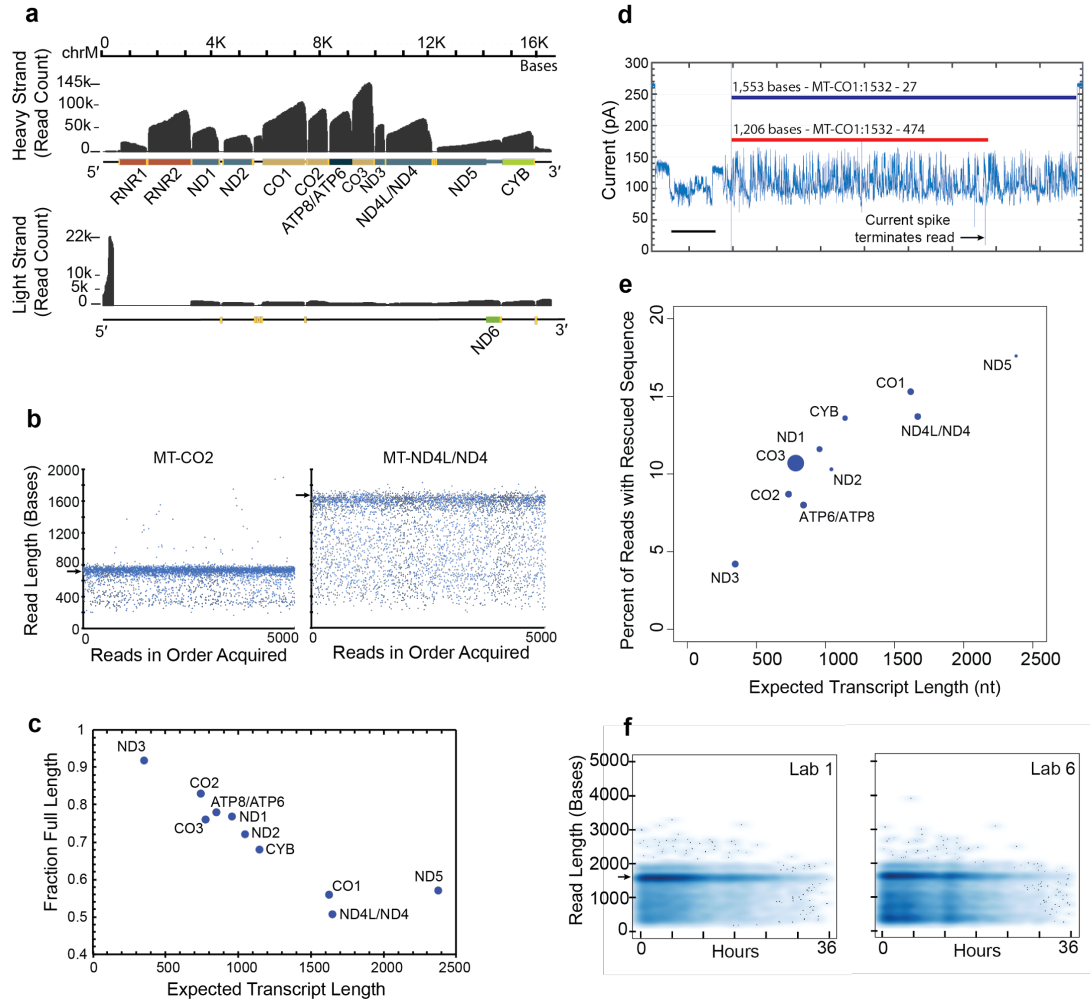 a
chrM
0
4K
8K
12K
16K
Bases
Heavy Strand
(Read Count)
145k
100k
50k
0
5′
3′
RNR1
RNR2
ND1
ND2
CO1
CO2
ATP8/ATP6
CO3
ND3
ND4L/ND4
ND5
CYB
Light Strand
(Read Count)
22k
10k
5k
0
5′
3′
ND6
b
MT-CO2
MT-ND4L/ND4
Read Length (Bases)
2000
1600
1200
800
400
0
0
5000
0
5000
Reads in Order Acquired
Reads in Order Acquired
c
Fraction Full Length
1
0.9
0.8
0.7
0.6
0.5
0.4
ND3
CO2
ATP8/ATP6
CO3
ND1
ND2
CYB
CO1
ND5
ND4L/ND4
0
500
1000
1500
2000
2500
Expected Transcript Length
d
Current (pA)
300
250
200
150
100
50
0
1,553 bases - MT-CO1:1532 - 27
1,206 bases - MT-CO1:1532 - 474
Current spike
terminates read
e
Percent of Reads with Rescued Sequence
20
15
10
5
0
ND5
CO1
CYB
ND4L/ND4
ND1
CO3
ND2
CO2
ATP6/ATP8
ND3
0
500
1000
1500
2000
2500
Expected Transcript Length (nt)
f
Read Length (Bases)
5000
4000
3000
2000
1000
0
Lab 1
Lab 6
0
Hours
36
0
Hours
36